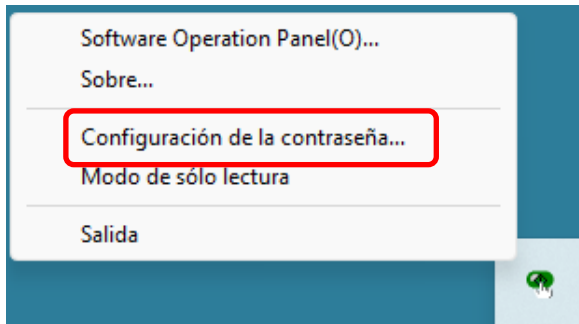 Software Operation Panel(O)...
Sobre...
Configuración de la contraseña...
Modo de sólo lectura
Salida